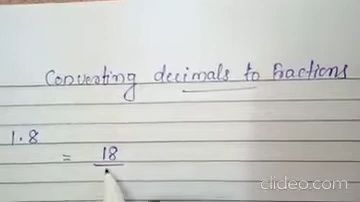 Converting decimals to fractions
1.8
= 18
clideo.com